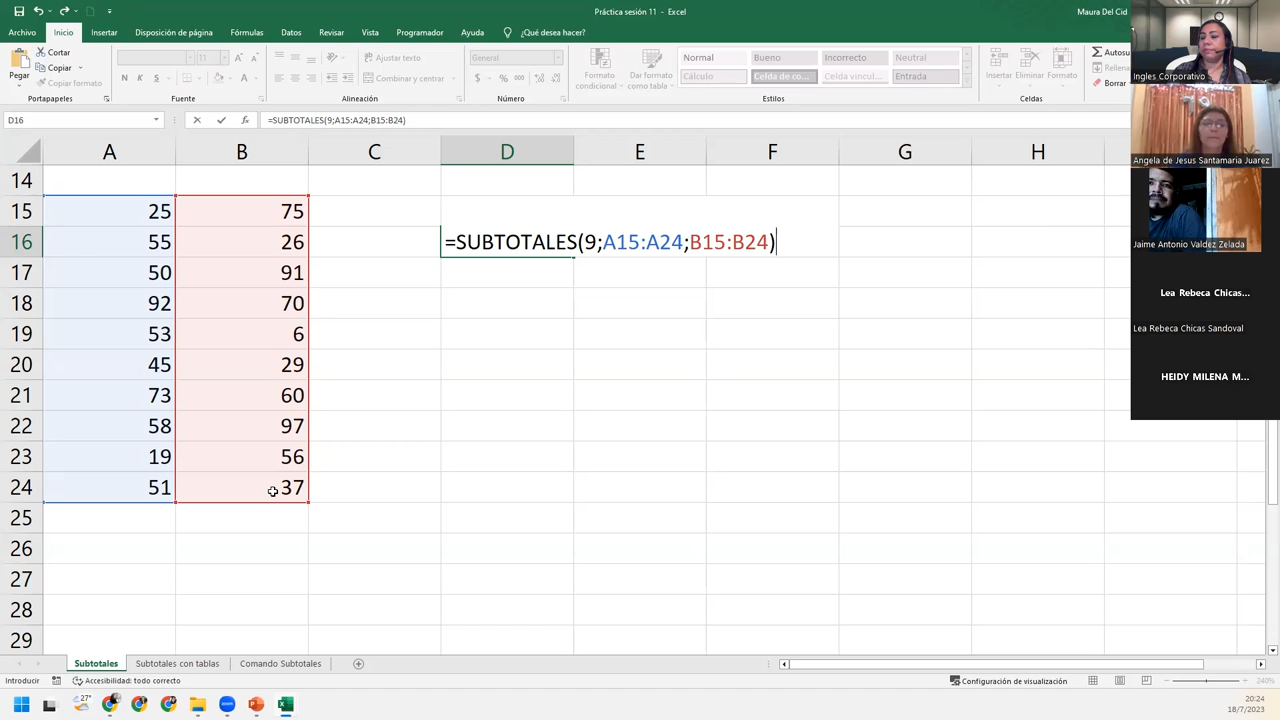 Práctica sesión 11 - Excel
Maura Del Cid
Archivo Inicio Insertar Disposición de página Fórmulas Datos Revisar Vista Programador Ayuda ¿Qué desea hacer?
Pegar
Cortar
Copiar
Copiar formato
Portapapeles
11
N K S
Fuente
Ajustar texto
Combinar y centrar
Alineación
Número
Formato condicional
Dar formato como tabla
Normal Bueno Incorrecto Neutral
Cálculo Celda de co... Celda vincul... Entrada
Estilos
Insertar Eliminar Formato
Celdas
Autosu
Rellena
Borrar
D16
fx
=SUBTOTALES(9;A15:A24;B15:B24)
A B C D E F G H
14
15 25 75
16 55 26 =SUBTOTALES(9;A15:A24;B15:B24)
17 50 91
18 92 70
19 53 6
20 45 29
21 73 60
22 58 97
23 19 56
24 51 37
25
26
27
28
29
Ingles Corporativo
Angela de Jesus Santamaria Juarez
Jaime Antonio Valdez Zelada
Lea Rebeca Chicas...
Lea Rebeca Chicas Sandoval
HEIDY MILENA M...
Subtotales Subtotales con tablas Comando Subtotales
Introducir
Accesibilidad: todo correcto
Configuración de visualización
240%
27°
20:24
18/7/2023